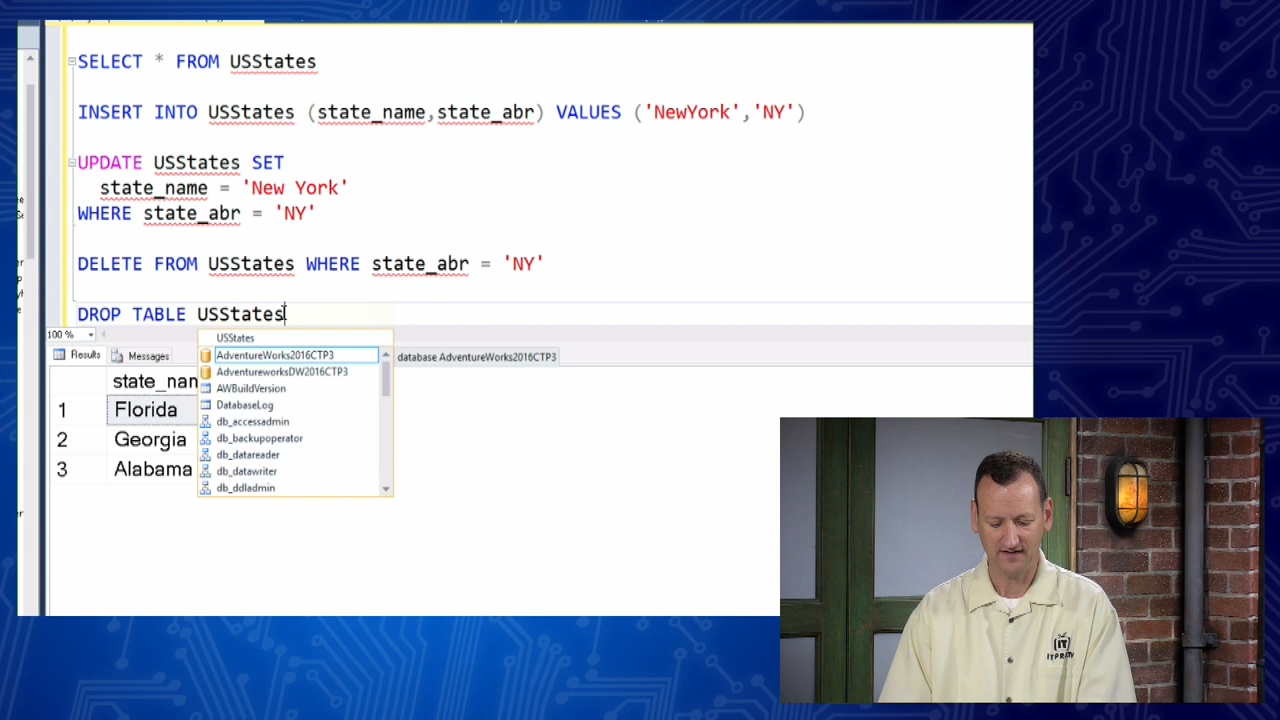 SELECT * FROM USStates
INSERT INTO USStates (state_name,state_abr) VALUES ('NewYork','NY')
UPDATE USStates SET
state_name = 'New York'
WHERE state_abr = 'NY'
DELETE FROM USStates WHERE state_abr = 'NY'
DROP TABLE USStates
100 %
USStates
Results
Messages
AdventureWorks2016CTP3
database AdventureWorks2016CTP3
AdventureworksDW2016CTP3
state_nam
AWBuildVersion
1 Florida
DatabaseLog
db_accessadmin
2 Georgia
db_backupoperator
db_datareader
3 Alabama
db_datawriter
db_ddladmin
ITPRO.TV